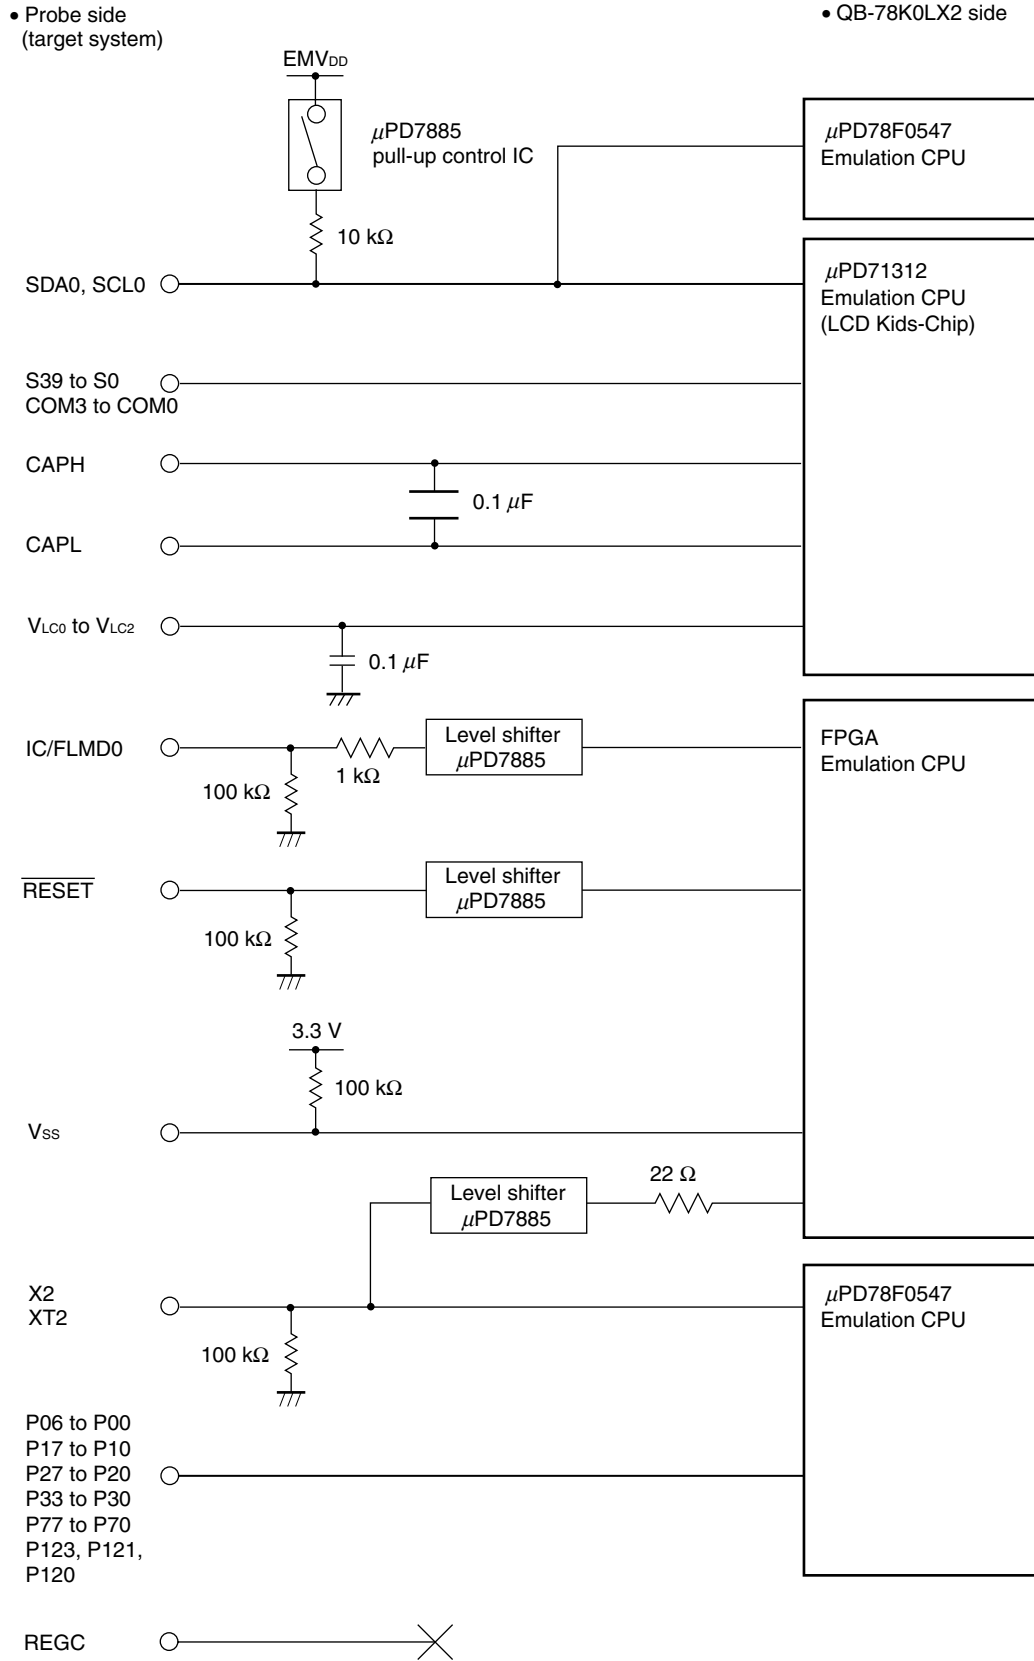 • Probe side
(target system)
• QB-78K0LX2 side
EMVDD
μPD7885
pull-up control IC
μPD78F0547
Emulation CPU
10 kΩ
SDA0, SCL0
μPD71312
Emulation CPU
(LCD Kids-Chip)
S39 to S0
COM3 to COM0
CAPH
0.1 μF
CAPL
VLC0 to VLC2
0.1 μF
IC/FLMD0
Level shifter
μPD7885
1 kΩ
100 kΩ
FPGA
Emulation CPU
RESET
Level shifter
μPD7885
100 kΩ
3.3 V
100 kΩ
VSS
22 Ω
Level shifter
μPD7885
X2
XT2
μPD78F0547
Emulation CPU
100 kΩ
P06 to P00
P17 to P10
P27 to P20
P33 to P30
P77 to P70
P123, P121,
P120
REGC